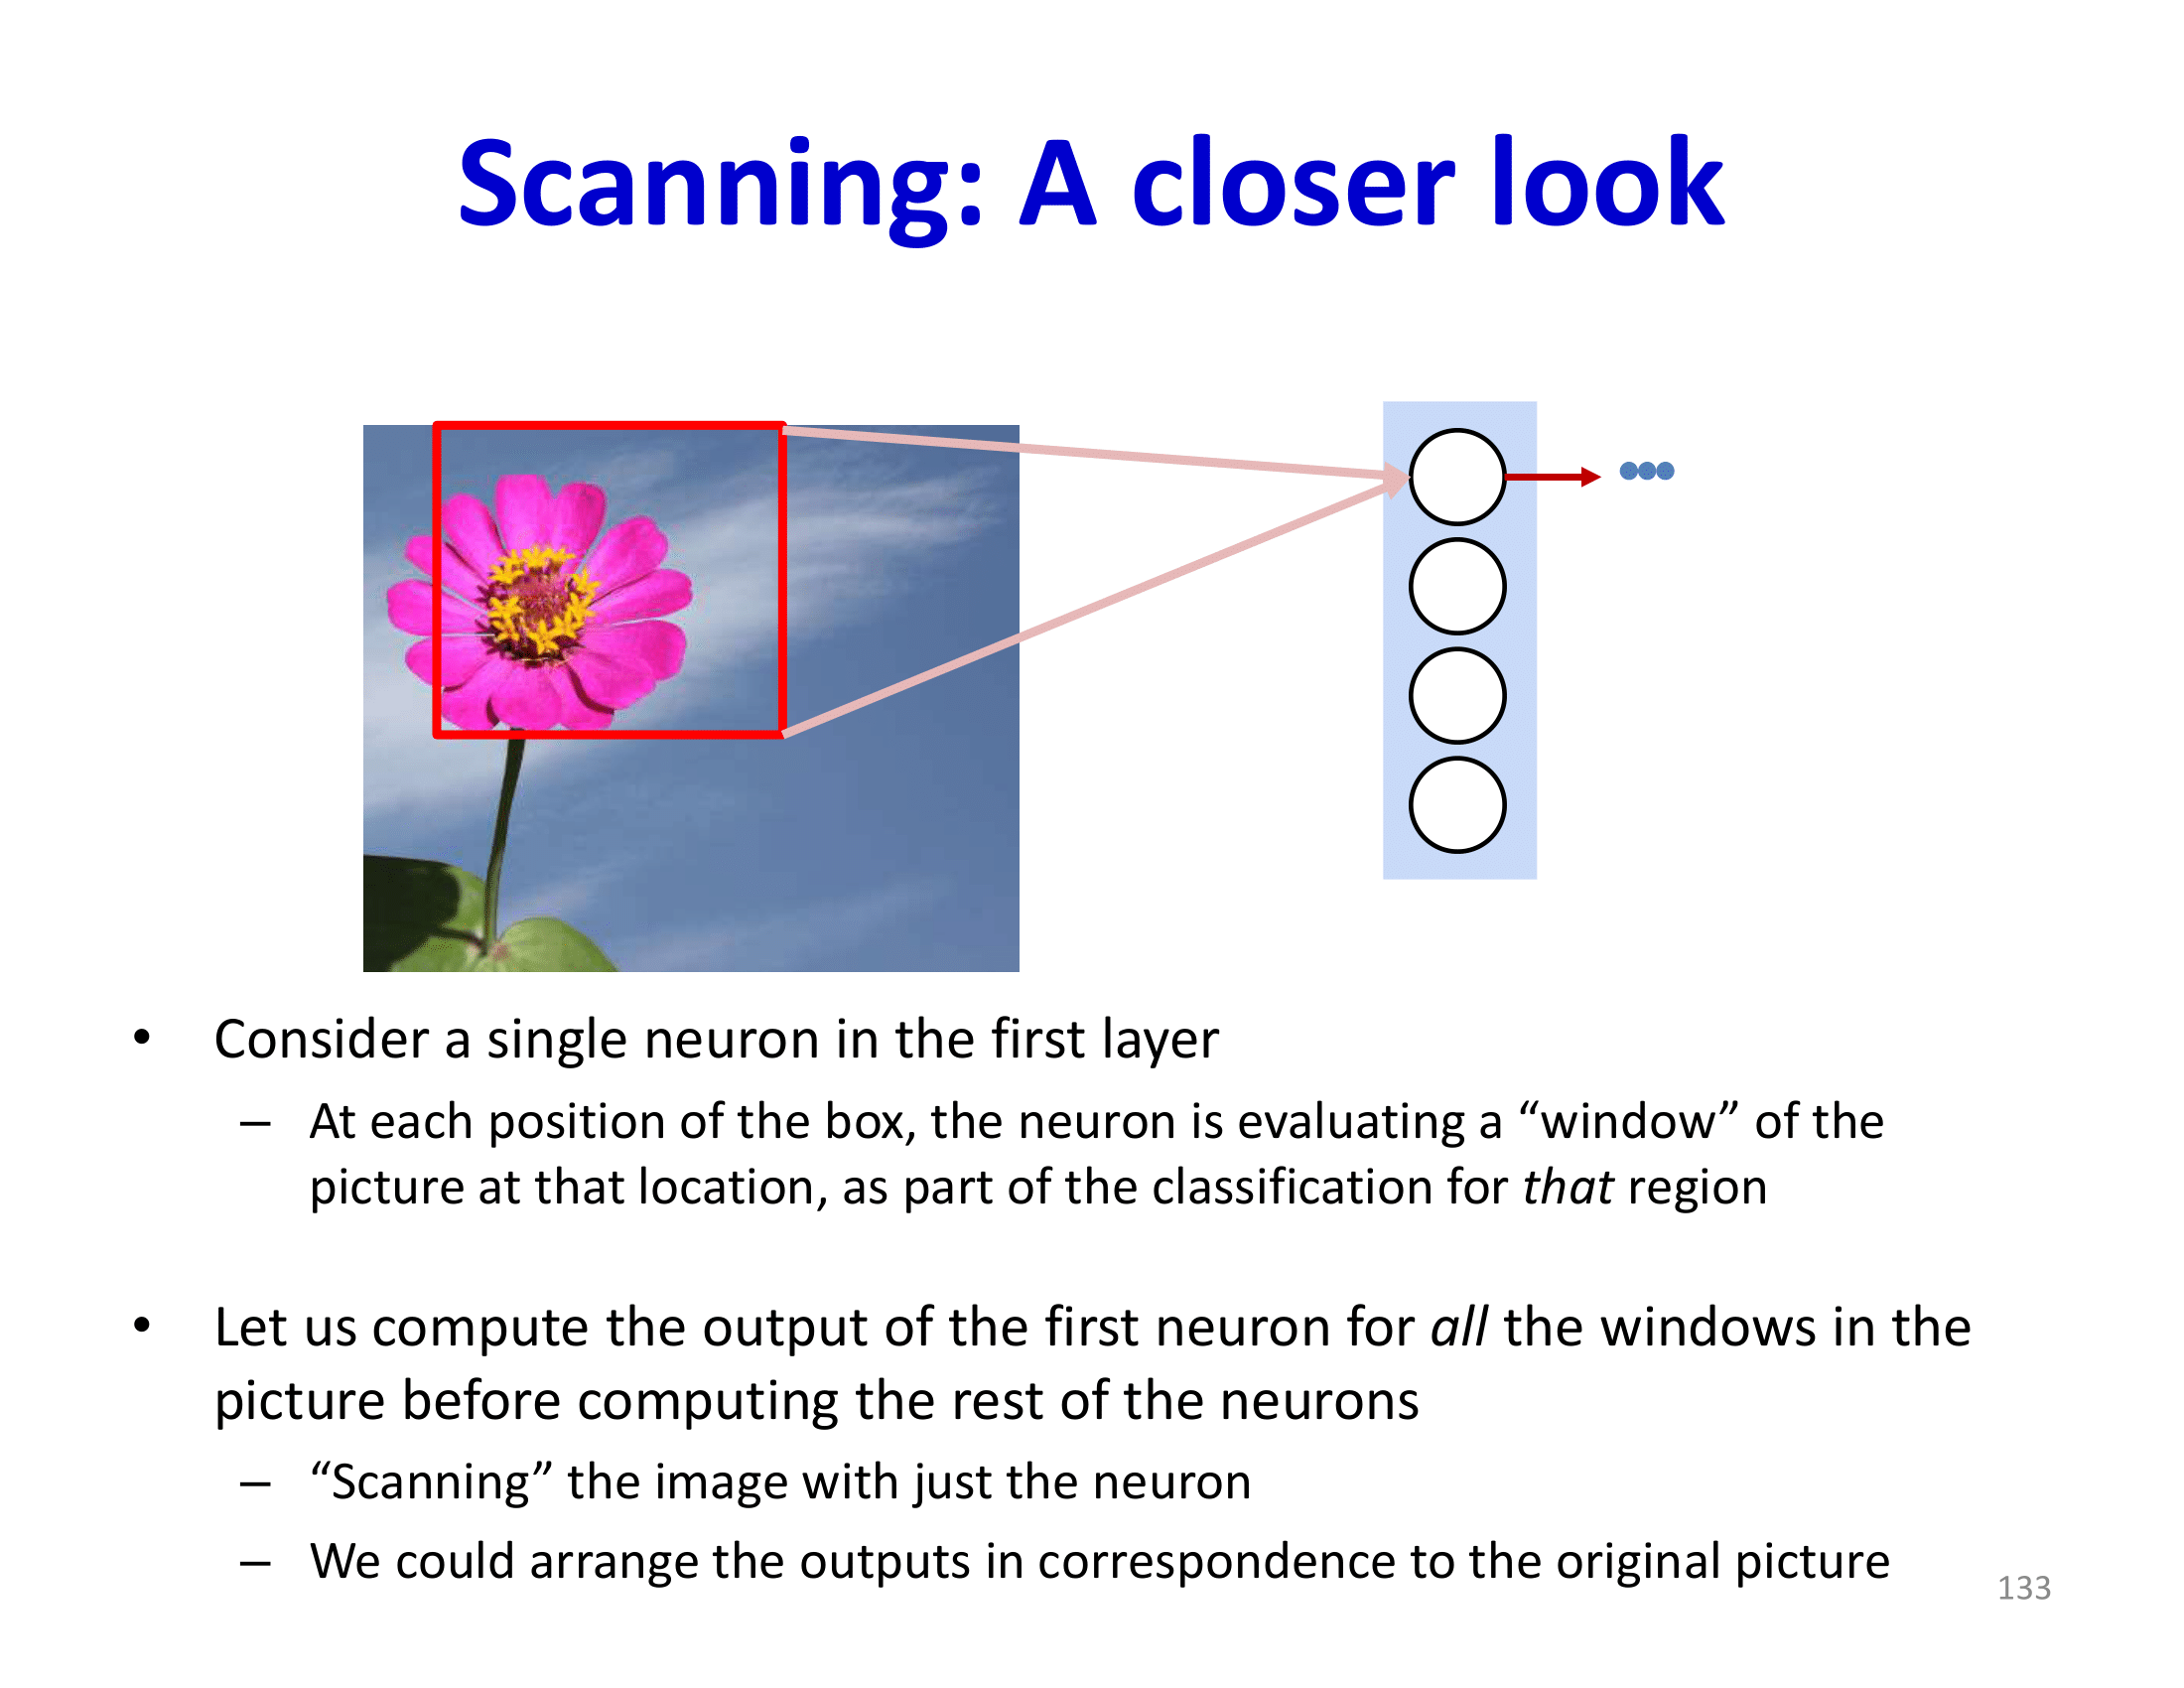 Scanning: A closer look
• Consider a single neuron in the first layer
– At each position of the box, the neuron is evaluating a “window” of the
picture at that location, as part of the classification for that region
• Let us compute the output of the first neuron for all the windows in the
picture before computing the rest of the neurons
– “Scanning” the image with just the neuron
– We could arrange the outputs in correspondence to the original picture
133